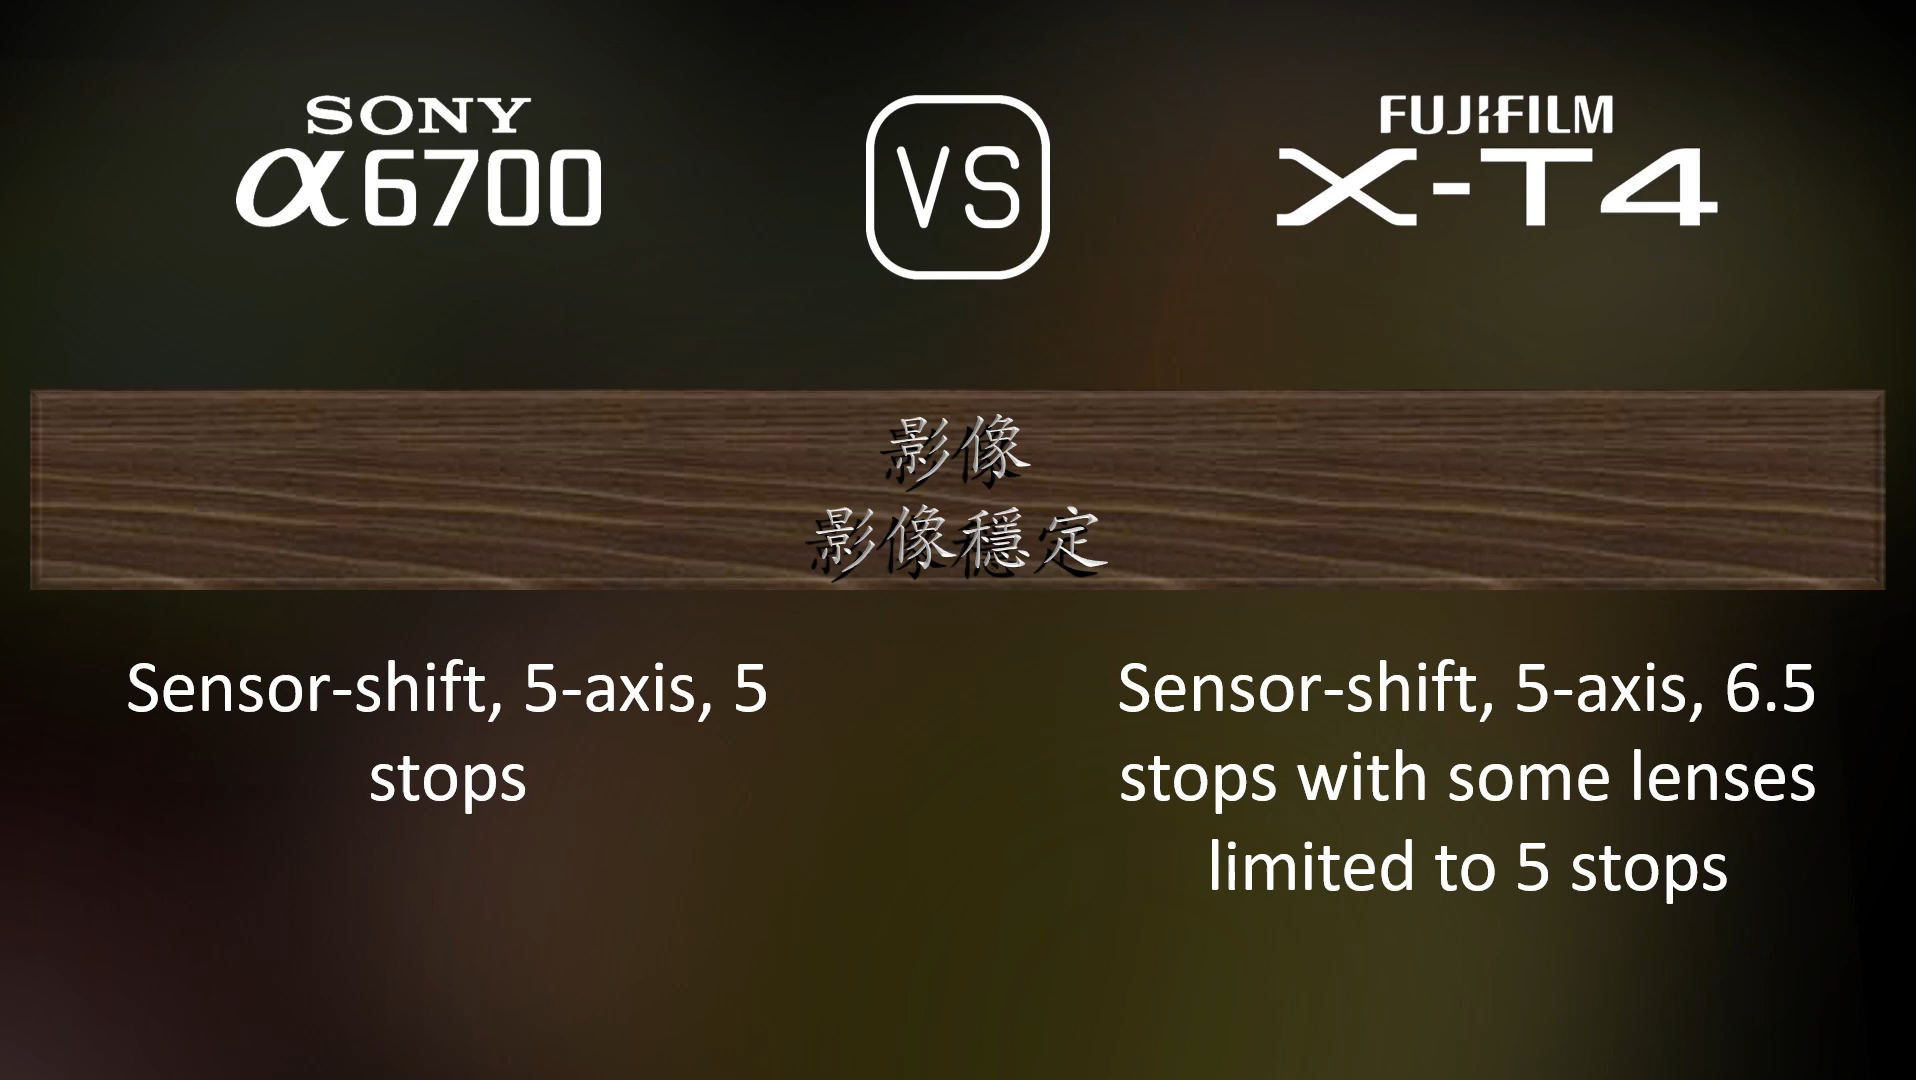 SONY
α6700
VS
FUJIFILM
X-T4
影像
影像穩定
Sensor-shift, 5-axis, 5
stops
Sensor-shift, 5-axis, 6.5
stops with some lenses
limited to 5 stops